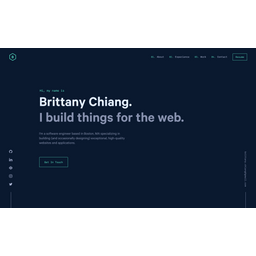 01. About 02. Experience 03. Work 04. Contact Resume
Hi, my name is
Brittany Chiang.
I build things for the web.
I'm a software engineer based in Boston, MA specializing in
building (and occasionally designing) exceptional, high-quality
websites and applications.
Get In Touch